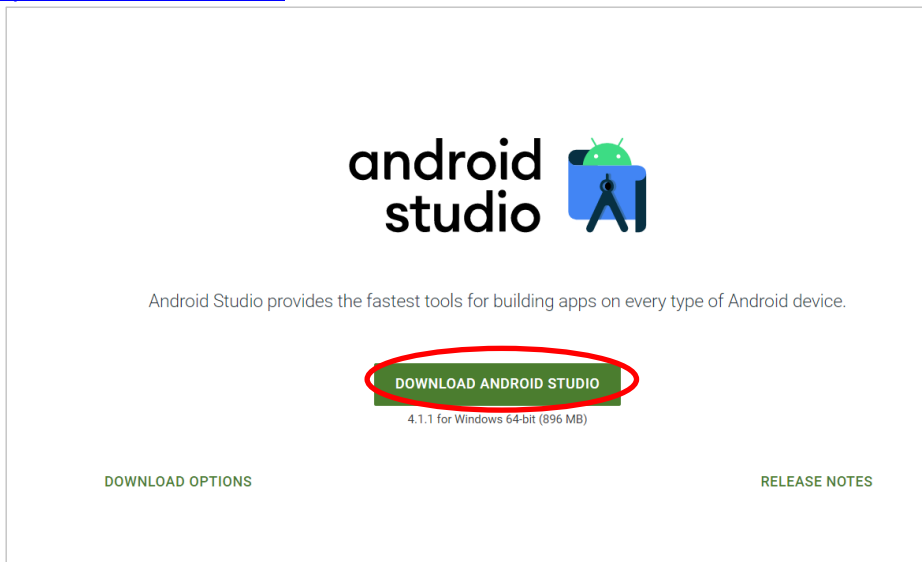 android
studio
Android Studio provides the fastest tools for building apps on every type of Android device.
DOWNLOAD ANDROID STUDIO
4.1.1 for Windows 64-bit (896 MB)
DOWNLOAD OPTIONS
RELEASE NOTES